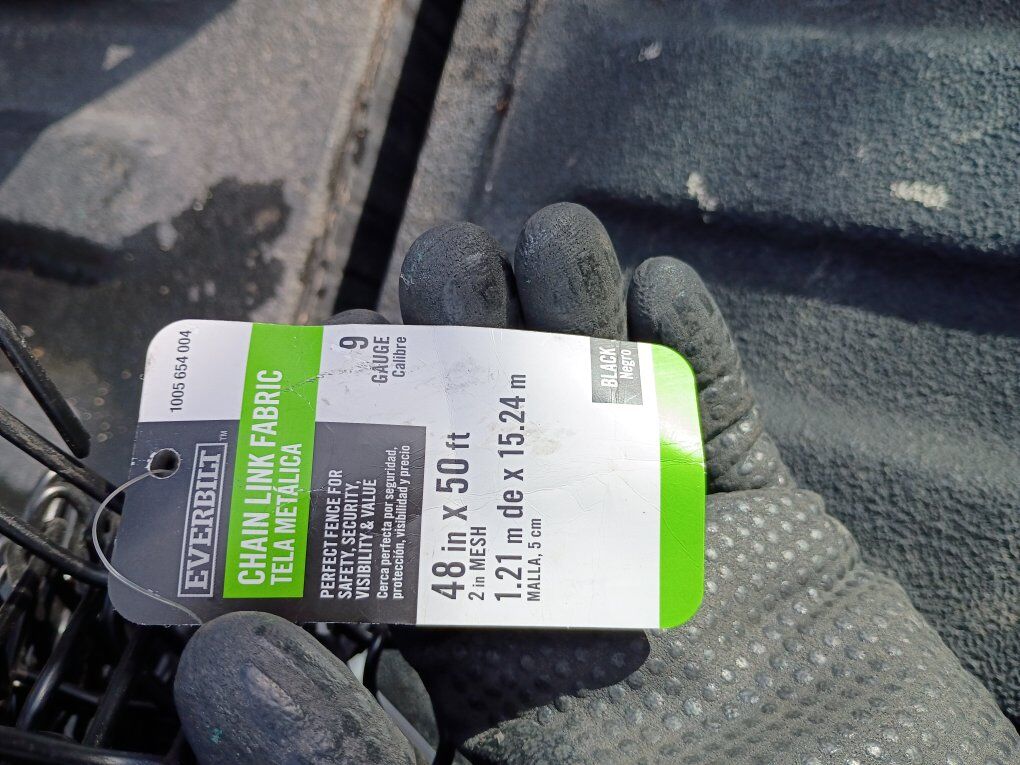 1005 654 004
EVERBILT™
CHAIN LINK FABRIC
TELA METÁLICA
9
GAUGE
Calibre
PERFECT FENCE FOR
SAFETY, SECURITY,
VISIBILITY & VALUE
Cerca perfecta por seguridad,
protección, visibilidad y precio
48 in X 50 ft
2 in MESH
1.21 m de x 15.24 m
MALLA, 5 cm
BLACK
Negro